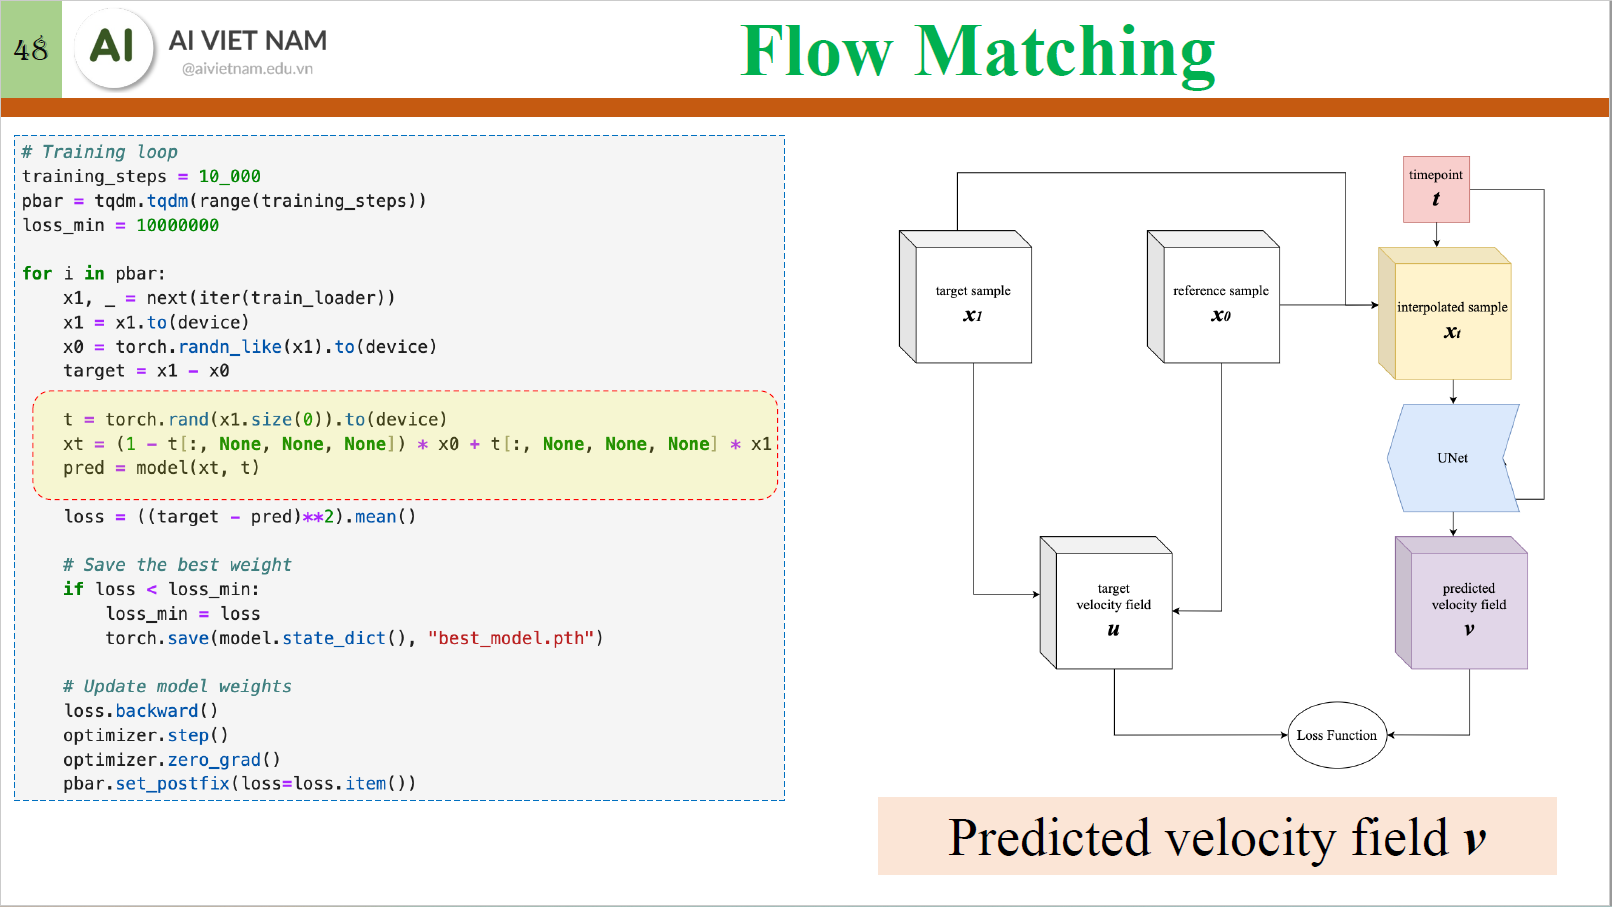 48
AI
AI VIET NAM
@aivietnam.edu.vn
Flow Matching
# Training loop
training_steps = 10_000
pbar = tqdm.tqdm(range(training_steps))
loss_min = 10000000
for i in pbar:
    x1, _ = next(iter(train_loader))
    x1 = x1.to(device)
    x0 = torch.randn_like(x1).to(device)
    target = x1 - x0
    t = torch.rand(x1.size(0)).to(device)
    xt = (1 - t[:, None, None, None]) * x0 + t[:, None, None, None] * x1
    pred = model(xt, t)
    loss = ((target - pred)**2).mean()
    # Save the best weight
    if loss < loss_min:
        loss_min = loss
        torch.save(model.state_dict(), "best_model.pth")
    # Update model weights
    loss.backward()
    optimizer.step()
    optimizer.zero_grad()
    pbar.set_postfix(loss=loss.item())
timepoint
t
target sample
x1
reference sample
x0
interpolated sample
xt
UNet
target
velocity field
u
predicted
velocity field
v
Loss Function
Predicted velocity field v